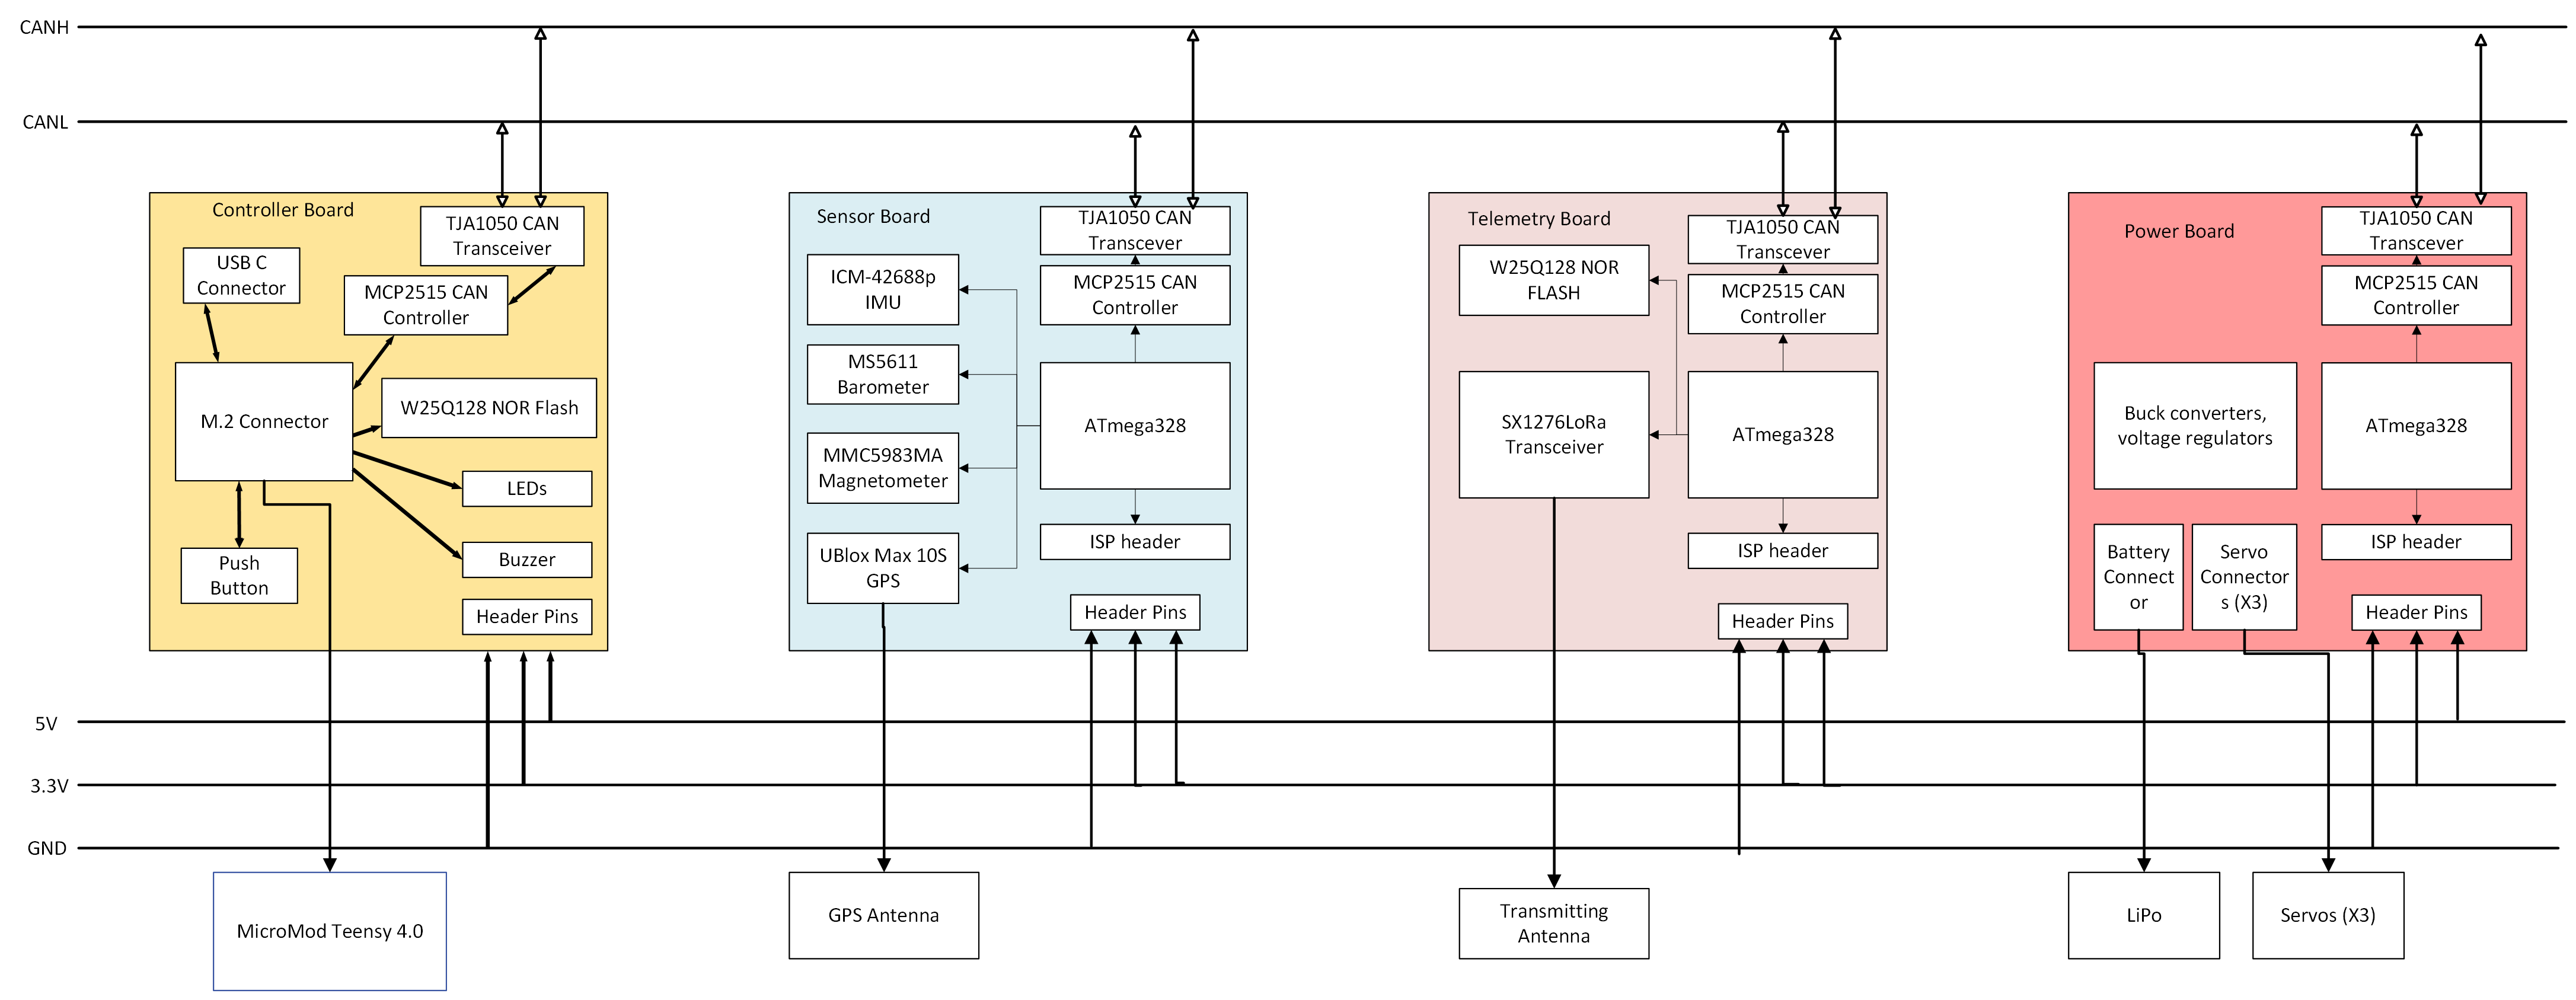 CANH
CANL
Controller Board
TJA1050 CAN
Transceiver
USB C
Connector
MCP2515 CAN
Controller
M.2 Connector
W25Q128 NOR Flash
LEDs
Buzzer
Push
Button
Header Pins
Sensor Board
TJA1050 CAN
Transcever
ICM-42688p
IMU
MCP2515 CAN
Controller
MS5611
Barometer
ATmega328
MMC5983MA
Magnetometer
ISP header
UBlox Max 10S
GPS
Header Pins
Telemetry Board
TJA1050 CAN
Transcever
W25Q128 NOR
FLASH
MCP2515 CAN
Controller
SX1276LoRa
Transceiver
ATmega328
ISP header
Header Pins
Power Board
TJA1050 CAN
Transcever
MCP2515 CAN
Controller
Buck converters,
voltage regulators
ATmega328
ISP header
Battery
Connect
or
Servo
Connector
s (X3)
Header Pins
5V
3.3V
GND
MicroMod Teensy 4.0
GPS Antenna
Transmitting
Antenna
LiPo
Servos (X3)